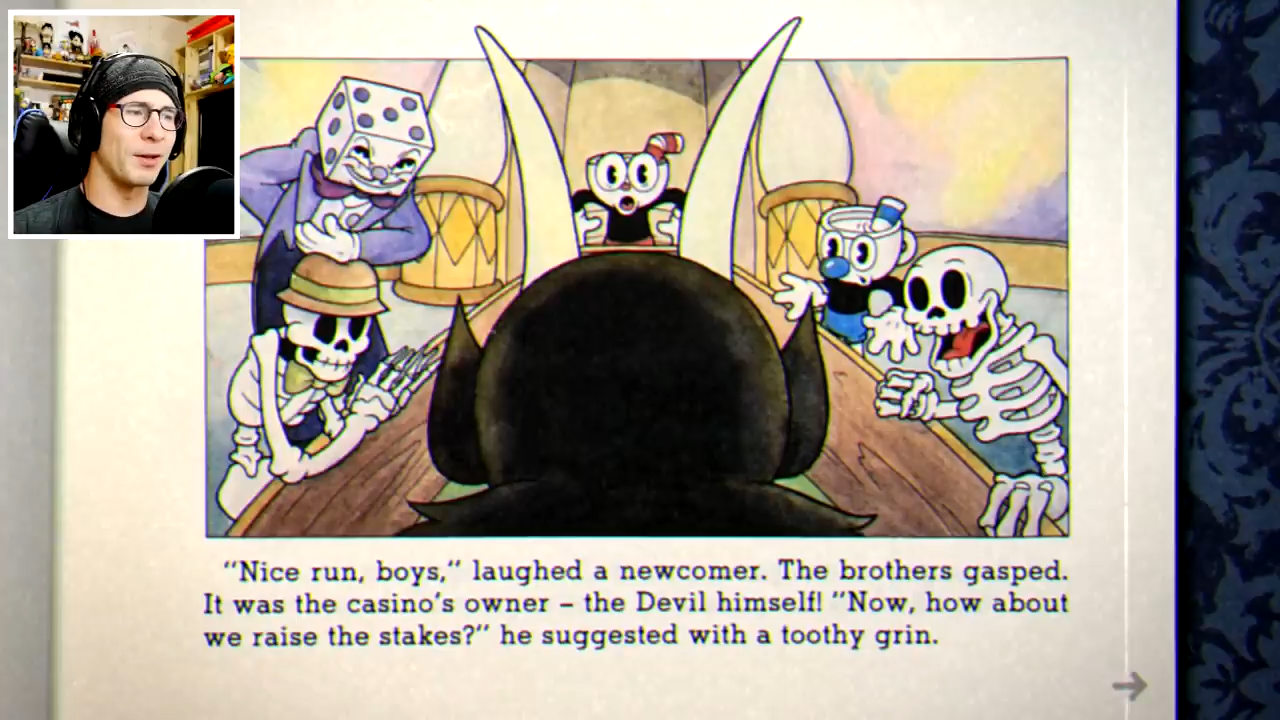 “Nice run, boys,” laughed a newcomer. The brothers gasped.
It was the casino’s owner – the Devil himself! “Now, how about
we raise the stakes?” he suggested with a toothy grin.